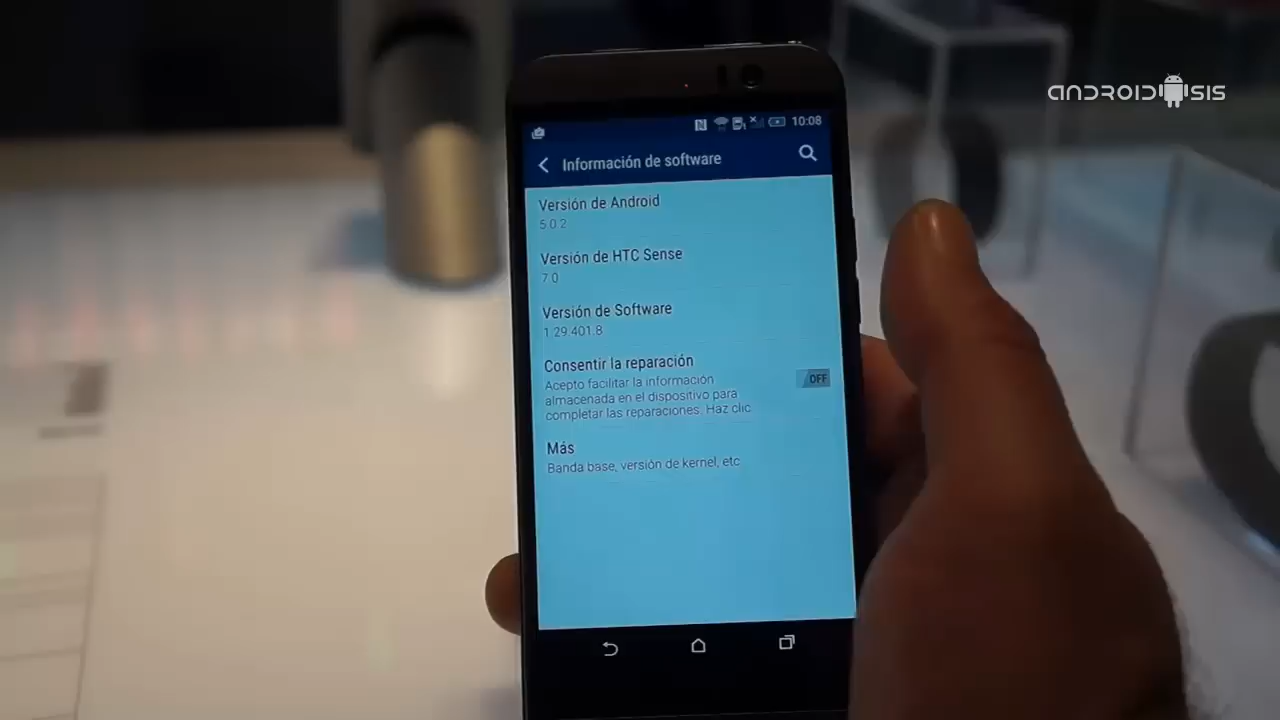 ANDROIDSIS
10:08
Información de software
Versión de Android
5.0.2
Versión de HTC Sense
7.0
Versión de Software
1.29.401.8
Consentir la reparación
Acepto facilitar la información
almacenada en el dispositivo para
completar las reparaciones. Haz clic
OFF
Más
Banda base, versión de kernel, etc